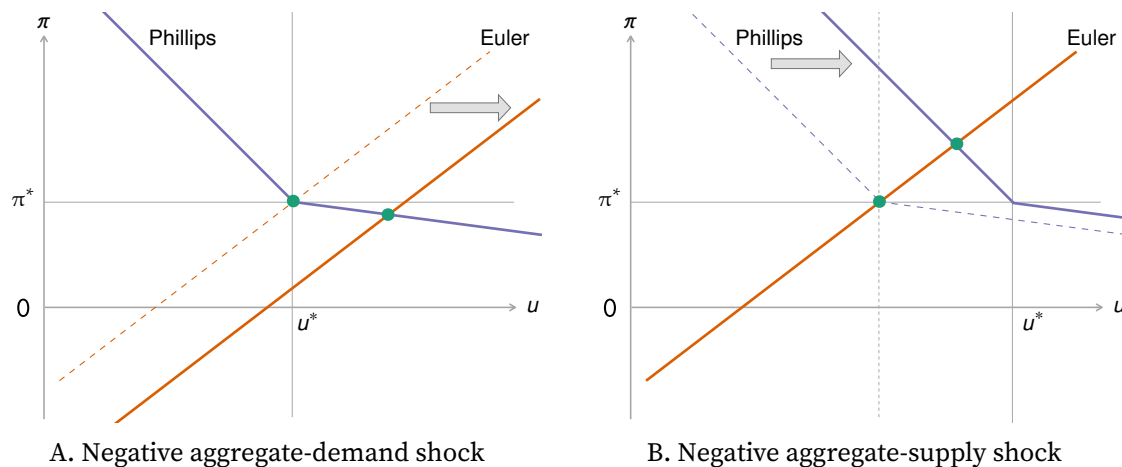 π
Phillips
Euler
π*
0
u*
u
A. Negative aggregate-demand shock
π
Phillips
Euler
π*
0
u*
u
B. Negative aggregate-supply shock